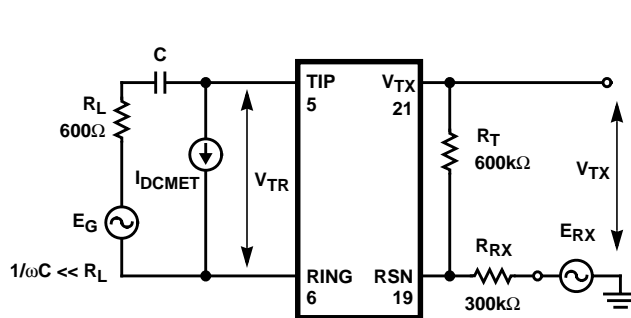 C
R_L
600Ω
E_G
1/ωC << R_L
I_DCMET
V_TR
TIP
5
RING
6
V_TX
21
RSN
19
R_T
600kΩ
V_TX
R_RX
300kΩ
E_RX